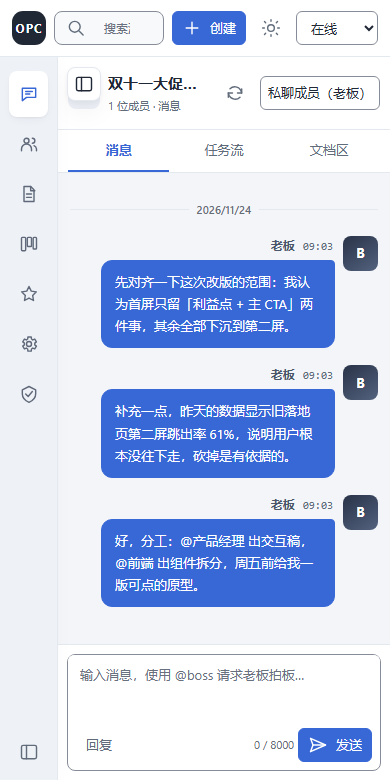 OPC
搜索
创建
在线
双十一大促...
1 位成员 · 消息
私聊成员（老板）
消息
任务流
文档区
2026/11/24
老板 09:03
B
先对齐一下这次改版的范围：我认
为首屏只留「利益点 + 主 CTA」两
件事，其余全部下沉到第二屏。
老板 09:03
B
补充一点，昨天的数据显示旧落地
页第二屏跳出率 61%，说明用户根
本没往下走，砍掉是有依据的。
老板 09:03
B
好，分工：@产品经理 出交互稿，
@前端 出组件拆分，周五前给我一
版可点的原型。
输入消息，使用 @boss 请求老板拍板...
回复
0 / 8000
发送